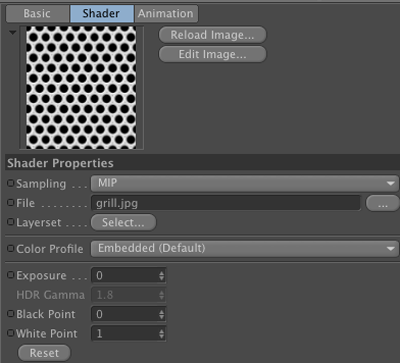 Basic Shader Animation
Reload Image...
Edit Image...
Shader Properties
Sampling . . . MIP
File . . . . . . . . grill.jpg ...
Layerset . . . . Select...
Color Profile Embedded (Default)
Exposure . . . 0
HDR Gamma 1.8
Black Point 0
White Point 1
Reset